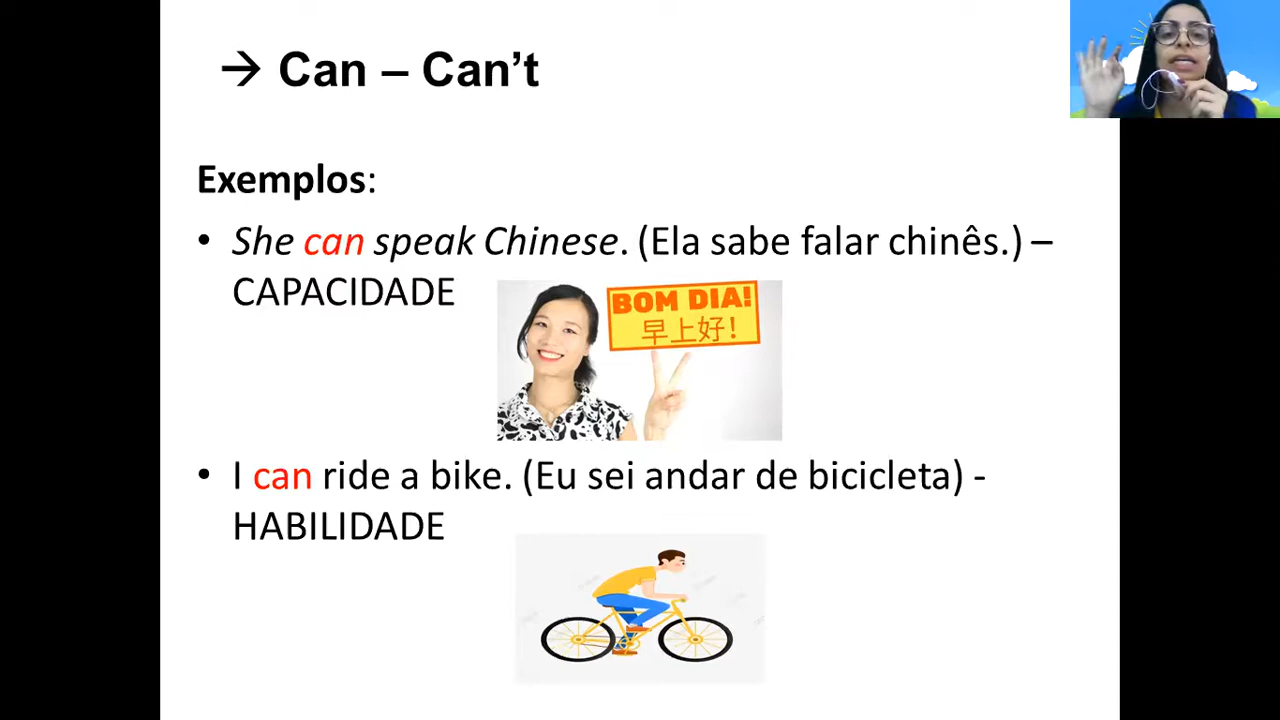 → Can – Can’t
Exemplos:
• She can speak Chinese. (Ela sabe falar chinês.) –
CAPACIDADE
BOM DIA!
早上好!
• I can ride a bike. (Eu sei andar de bicicleta) -
HABILIDADE